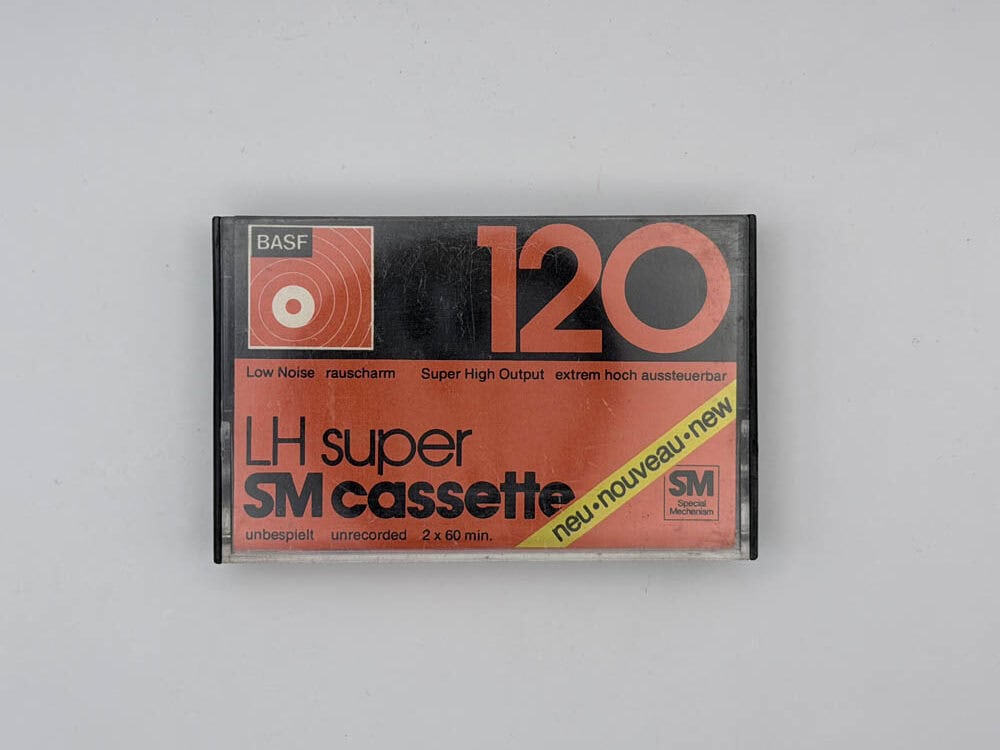 BASF
120
Low Noise rauscharm Super High Output extrem hoch aussteuerbar
LH super
SM cassette
unbespielt unrecorded 2 x 60 min.
neu•nouveau•new
SM
Special
Mechanism